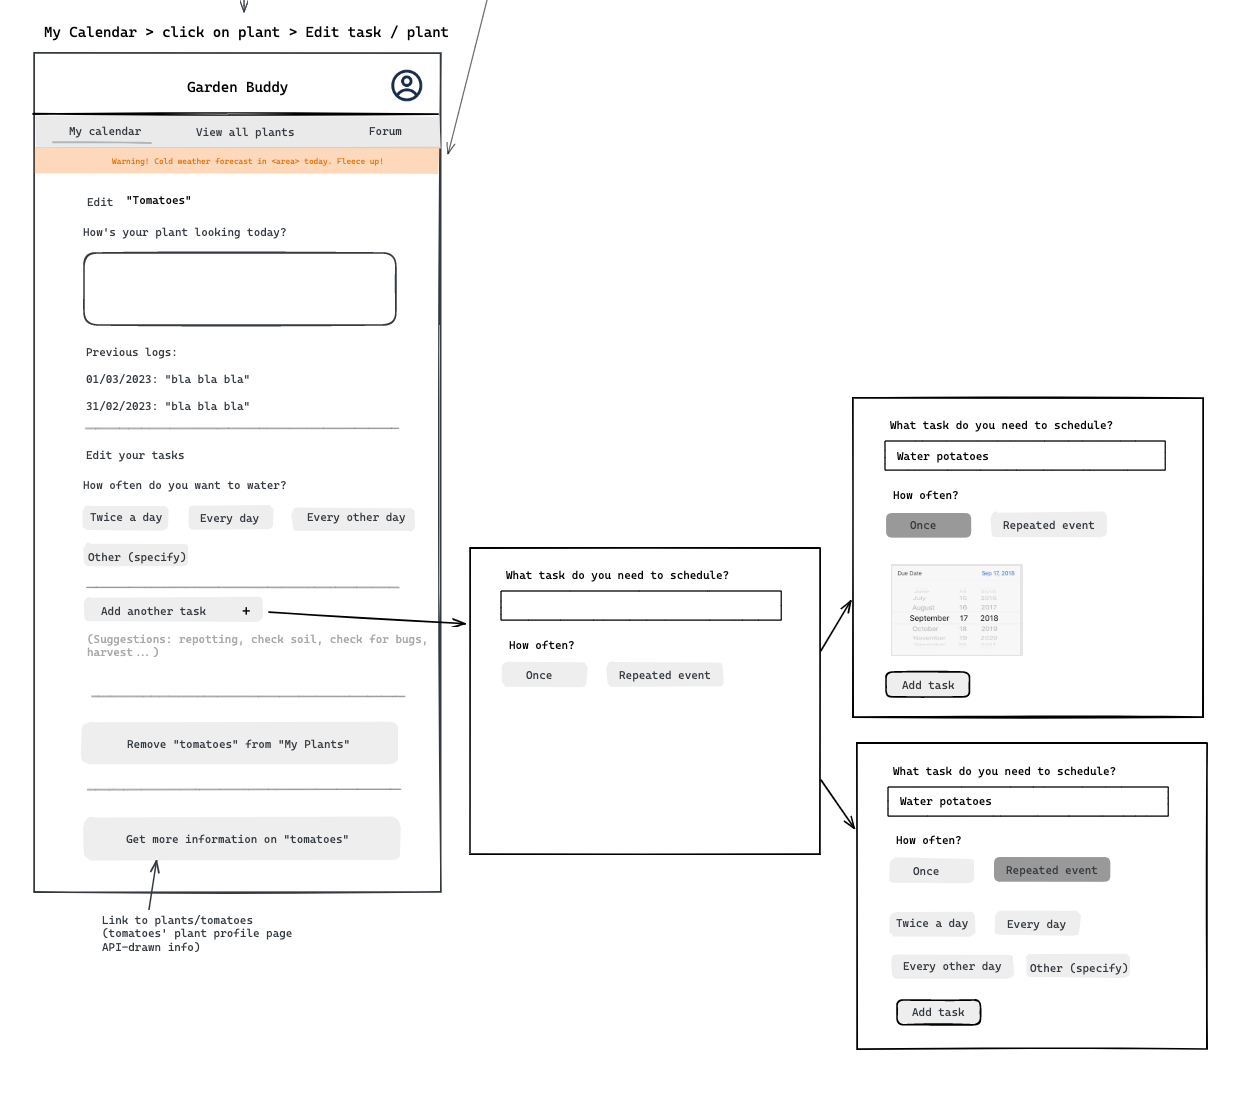 My Calendar > click on plant > Edit task / plant
Garden Buddy
My calendar
View all plants
Forum
Warning! Cold weather forecast in <area> today. Fleece up!
Edit "Tomatoes"
How's your plant looking today?
Previous logs:
01/03/2023: "bla bla bla"
31/02/2023: "bla bla bla"
Edit your tasks
How often do you want to water?
Twice a day
Every day
Every other day
Other (specify)
Add another task +
(Suggestions: repotting, check soil, check for bugs,
harvest...)
Remove "tomatoes" from "My Plants"
Get more information on "tomatoes"
Link to plants/tomatoes
(tomatoes' plant profile page
API-drawn info)
What task do you need to schedule?
How often?
Once
Repeated event
What task do you need to schedule?
Water potatoes
How often?
Once
Repeated event
Due Date
Sep 17, 2018
June 15 2015
July 15 2016
August 16 2017
September 17 2018
October 18 2019
November 19 2020
Add task
What task do you need to schedule?
Water potatoes
How often?
Once
Repeated event
Twice a day
Every day
Every other day
Other (specify)
Add task